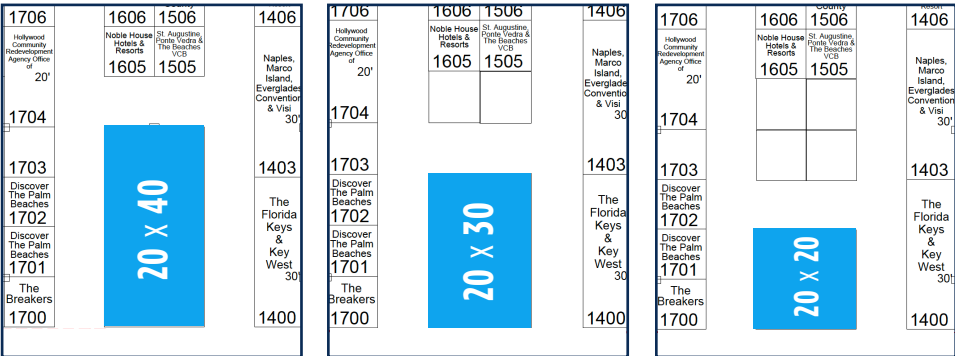 1706
1606
County
1506
1406
Hollywood
Community
Redevelopment
Agency Office
of
20'
Noble House
Hotels &
Resorts
1605
St. Augustine,
Ponte Vedra &
The Beaches
VCB
1505
Naples,
Marco
Island,
Everglades
Convention
& Visi
30'
1704
1703
1403
Discover
The Palm
Beaches
1702
Discover
The Palm
Beaches
1701
The
Breakers
1700
20 X 40
The
Florida
Keys
&
Key
West
30'
1400
1706
1606
1506
1406
Hollywood
Community
Redevelopment
Agency Office
of
20'
Noble House
Hotels &
Resorts
1605
St. Augustine,
Ponte Vedra &
The Beaches
VCB
1505
Naples,
Marco
Island,
Everglades
Convention
& Visi
30
1704
1703
1403
Discover
The Palm
Beaches
1702
Discover
The Palm
Beaches
1701
The
Breakers
1700
20 X 30
The
Florida
Keys
&
Key
West
30
1400
1706
1606
County
1506
Resort
1406
Hollywood
Community
Redevelopment
Agency Office
of
20'
Noble House
Hotels &
Resorts
1605
St. Augustine,
Ponte Vedra &
The Beaches
VCB
1505
Naples,
Marco
Island,
Everglades
Convention
& Visi
30'
1704
1703
1403
Discover
The Palm
Beaches
1702
Discover
The Palm
Beaches
1701
The
Breakers
1700
20 X 20
The
Florida
Keys
&
Key
West
30'
1400